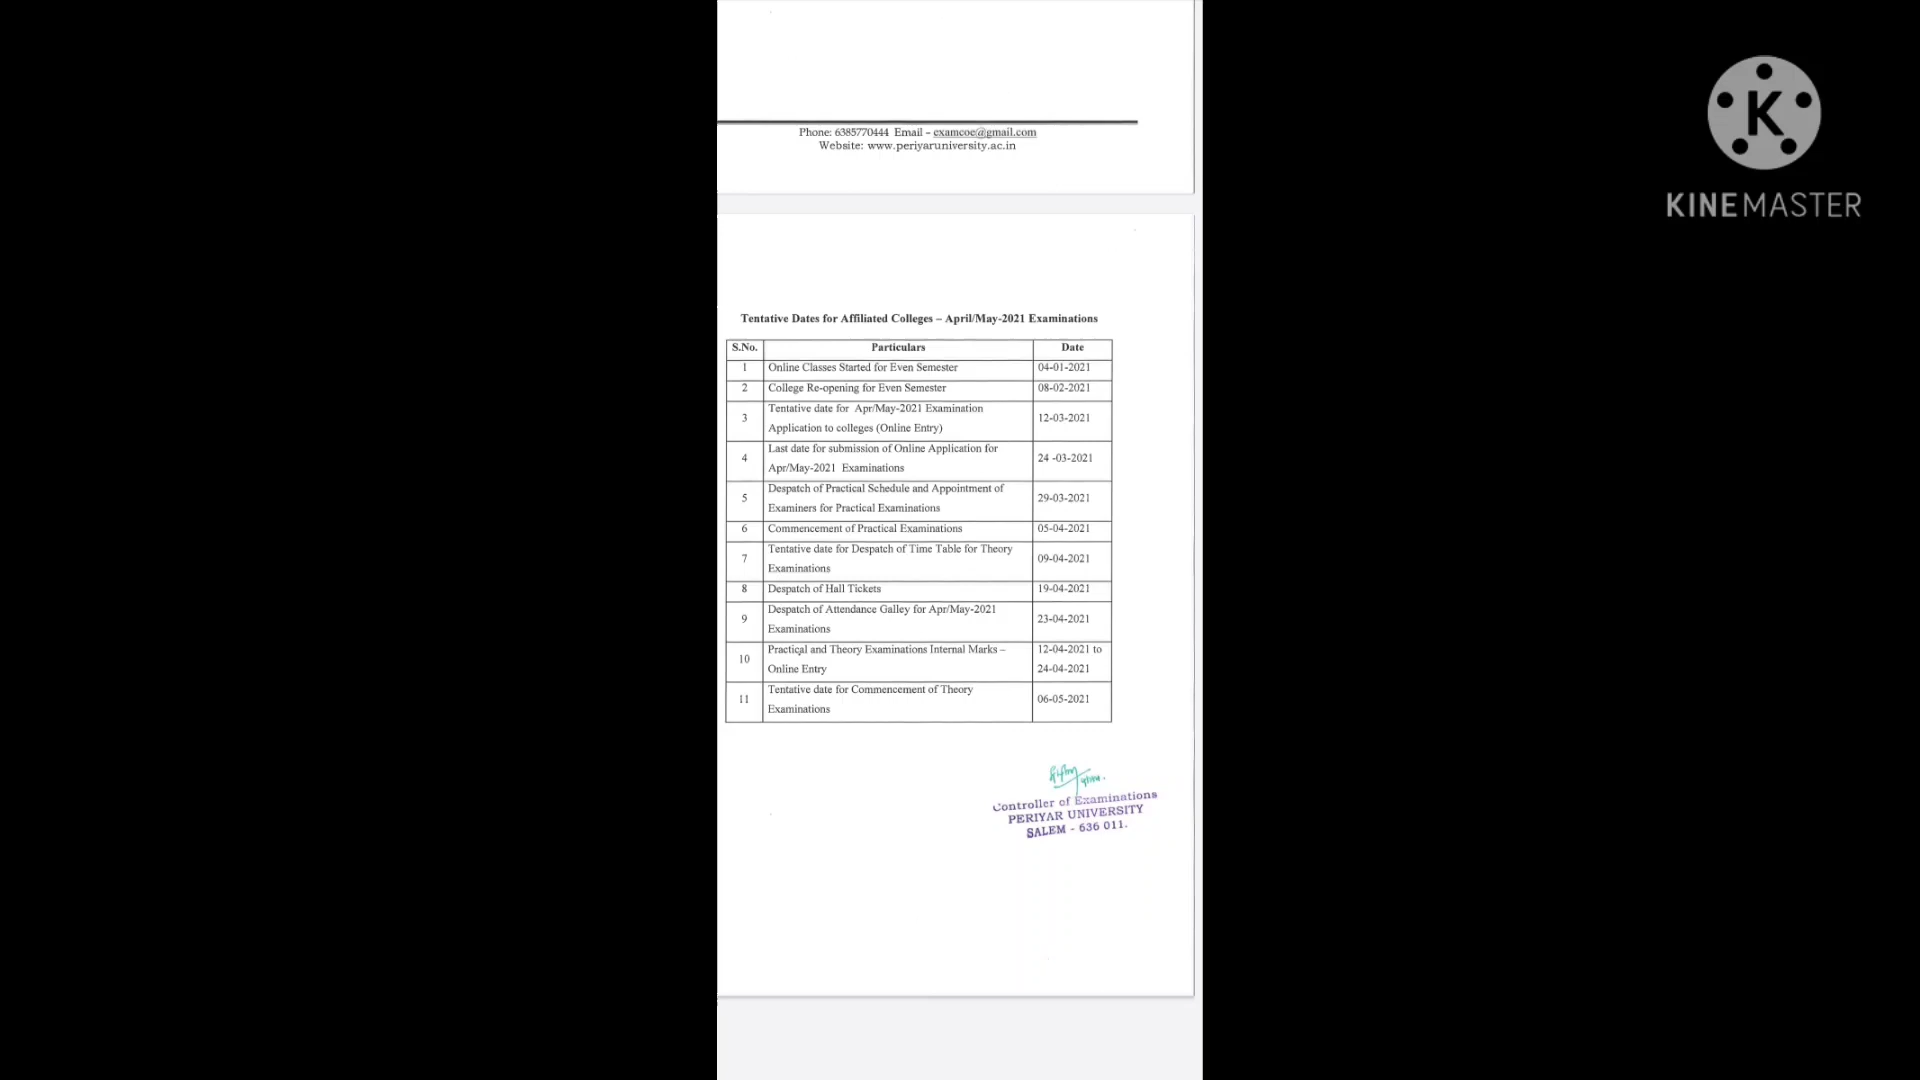 Phone: 6385770444 Email – examcoe@gmail.com
Website: www.periyaruniversity.ac.in
K
KINEMASTER
Tentative Dates for Affiliated Colleges – April/May-2021 Examinations
S.No. Particulars Date
1 Online Classes Started for Even Semester 04-01-2021
2 College Re-opening for Even Semester 08-02-2021
3 Tentative date for Apr/May-2021 Examination
Application to colleges (Online Entry) 12-03-2021
4 Last date for submission of Online Application for
Apr/May-2021 Examinations 24 -03-2021
5 Despatch of Practical Schedule and Appointment of
Examiners for Practical Examinations 29-03-2021
6 Commencement of Practical Examinations 05-04-2021
7 Tentative date for Despatch of Time Table for Theory
Examinations 09-04-2021
8 Despatch of Hall Tickets 19-04-2021
9 Despatch of Attendance Galley for Apr/May-2021
Examinations 23-04-2021
10 Practical and Theory Examinations Internal Marks – 12-04-2021 to
Online Entry 24-04-2021
11 Tentative date for Commencement of Theory
Examinations 06-05-2021
Controller of Examinations
PERIYAR UNIVERSITY
SALEM - 636 011.